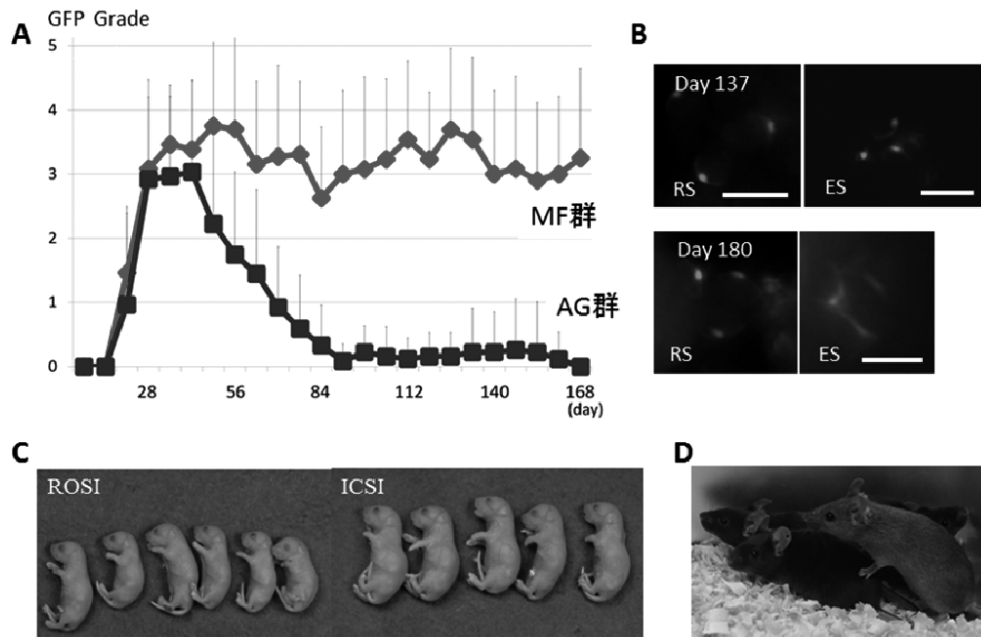 GFP Grade
A
5
4
3
2
1
0
MF群
AG群
28
56
84
112
140
168
(day)
B
Day 137
RS
ES
Day 180
RS
ES
C
ROSI
ICSI
D